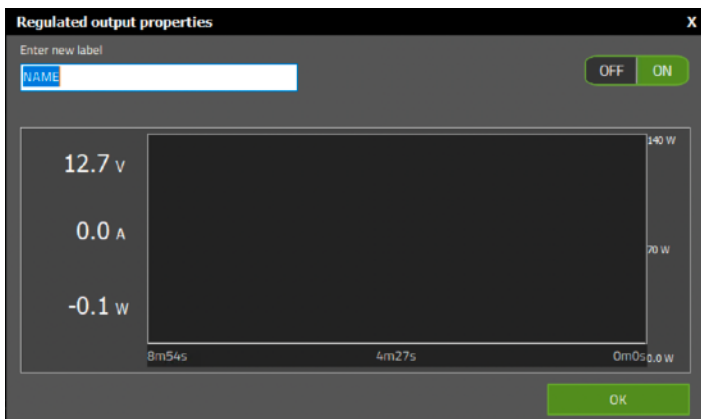 Regulated output properties X
Enter new label
NAME
OFF ON
140 W
12.7 V
0.0 A
70 W
-0.1 W
8m54s 4m27s 0m0s 0.0 W
OK